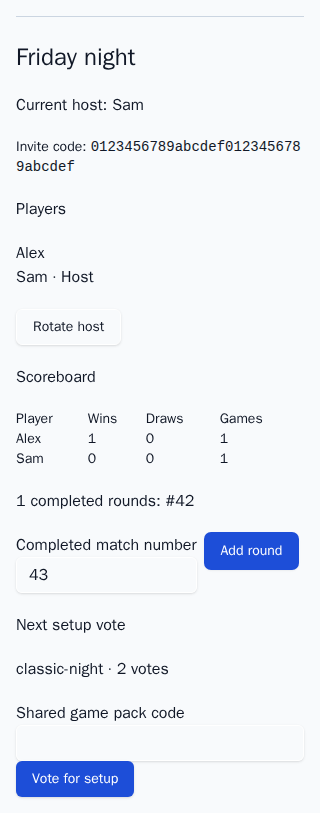 Friday night
Current host: Sam
Invite code: 0123456789abcdef012345678
9abcdef
Players
Alex
Sam · Host
Rotate host
Scoreboard
Player Wins Draws Games
Alex 1 0 1
Sam 0 0 1
1 completed rounds: #42
Completed match number
Add round
43
Next setup vote
classic-night · 2 votes
Shared game pack code
Vote for setup